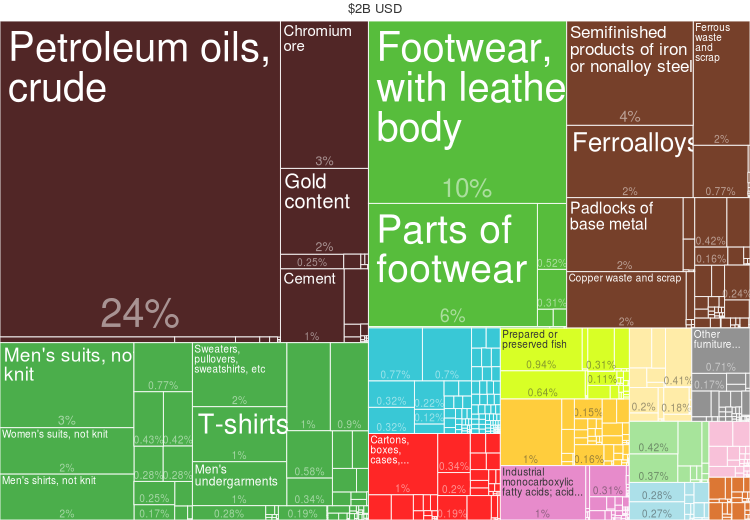 $2B USD
Petroleum oils,
crude
24%
Chromium
ore
3%
Gold
content
2%
0.25%
Cement
1%
Footwear,
with leathe
body
10%
Parts of
footwear
6%
0.52%
0.31%
Semifinished
products of iron
or nonalloy steel
4%
Ferroalloys
2%
Padlocks of
base metal
2%
Copper waste and scrap
2%
Ferrous
waste
and
scrap
2%
0.77%
0.42%
0.16%
0.24%
Men's suits, no
knit
3%
Women's suits, not knit
2%
Men's shirts, not knit
2%
0.77%
0.43%
0.42%
0.28%
0.28%
0.25%
0.17%
Sweaters,
pullovers,
sweatshirts, etc
2%
T-shirts
1%
Men's
undergarments
1%
0.28%
1%
0.9%
0.58%
0.34%
0.19%
0.77%
0.7%
0.32%
0.22%
0.12%
0.32%
Cartons,
boxes,
cases,...
1%
0.34%
0.2%
0.19%
Prepared or
preserved fish
0.94%
0.31%
0.64%
0.11%
1%
0.15%
0.16%
Industrial
monocarboxylic
fatty acids; acid...
1%
0.31%
0.41%
0.2%
0.18%
Other
furniture...
0.71%
0.17%
0.42%
0.37%
0.28%
0.27%